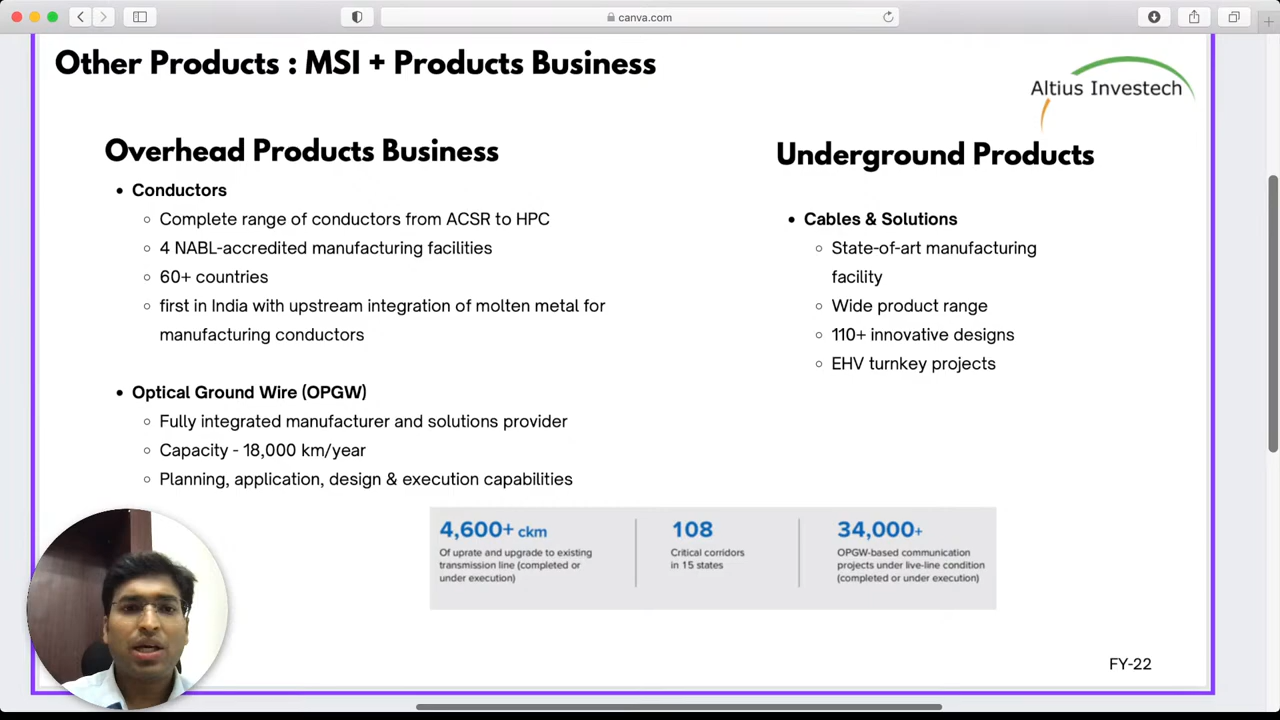 canva.com
Other Products : MSI + Products Business
Altius Investech
Overhead Products Business
Conductors
Complete range of conductors from ACSR to HPC
4 NABL-accredited manufacturing facilities
60+ countries
first in India with upstream integration of molten metal for
manufacturing conductors
Optical Ground Wire (OPGW)
Fully integrated manufacturer and solutions provider
Capacity - 18,000 km/year
Planning, application, design & execution capabilities
Underground Products
Cables & Solutions
State-of-art manufacturing
facility
Wide product range
110+ innovative designs
EHV turnkey projects
4,600+ ckm
Of uprate and upgrade to existing
transmission line (completed or
under execution)
108
Critical corridors
in 15 states
34,000+
OPGW-based communication
projects under live-line condition
(completed or under execution)
FY-22